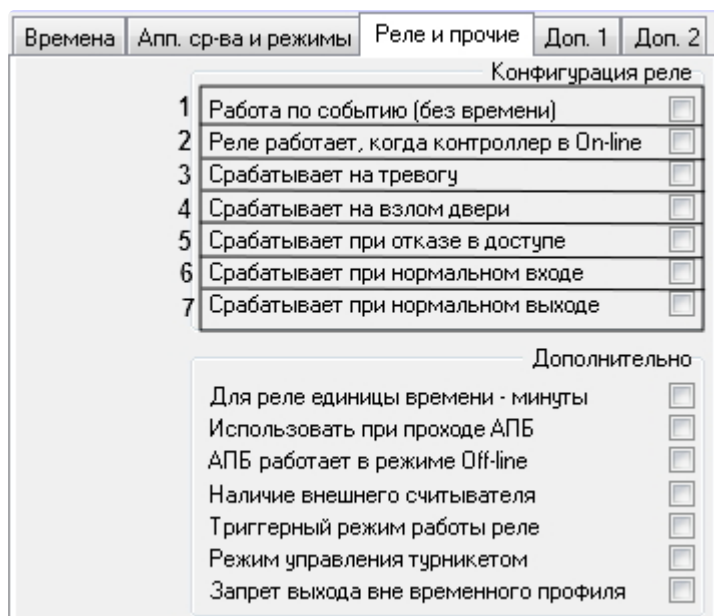 Времена Апп. ср-ва и режимы Реле и прочие Доп. 1 Доп. 2
Конфигурация реле
1 Работа по событию (без времени)
2 Реле работает, когда контроллер в On-line
3 Срабатывает на тревогу
4 Срабатывает на взлом двери
5 Срабатывает при отказе в доступе
6 Срабатывает при нормальном входе
7 Срабатывает при нормальном выходе
Дополнительно
Для реле единицы времени - минуты
Использовать при проходе АПБ
АПБ работает в режиме Off-line
Наличие внешнего считывателя
Триггерный режим работы реле
Режим управления турникетом
Запрет выхода вне временного профиля